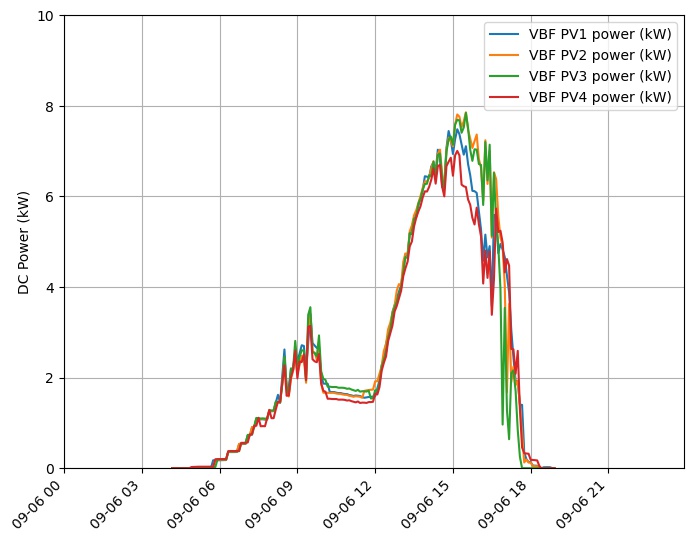 10
8
6
4
2
0
DC Power (kW)
VBF PV1 power (kW)
VBF PV2 power (kW)
VBF PV3 power (kW)
VBF PV4 power (kW)
09-06 00
09-06 03
09-06 06
09-06 09
09-06 12
09-06 15
09-06 18
09-06 21